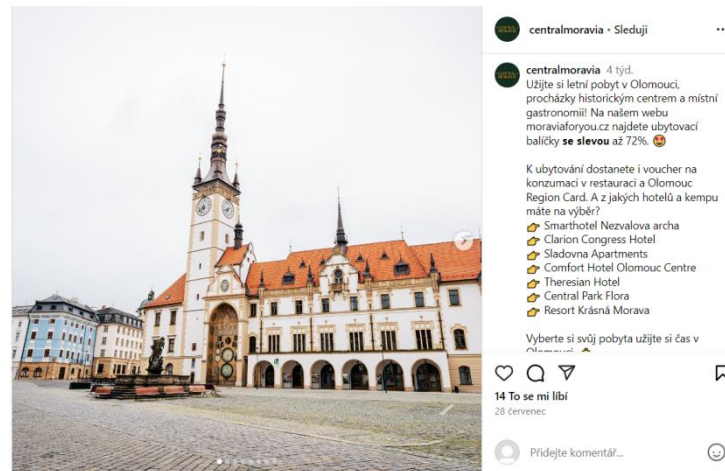 centralmoravia • Sleduji
centralmoravia 4 týd.
Užijte si letní pobyt v Olomouci,
procházky historickým centrem a místní
gastronomii! Na našem webu
moraviaforyou.cz najdete ubytovací
balíčky se slevou až 72%. 🤩
K ubytování dostanete i voucher na
konzumaci v restauraci a Olomouc
Region Card. A z jakých hotelů a kempu
máte na výběr?
👉 Smarthotel Nezvalova archa
👉 Clarion Congress Hotel
👉 Sladovna Apartments
👉 Comfort Hotel Olomouc Centre
👉 Theresian Hotel
👉 Central Park Flora
👉 Resort Krásná Morava
Vyberte si svůj pobyta užijte si čas v
Olomouci.
14 To se mi líbí
28 červenec
Přidejte komentář...